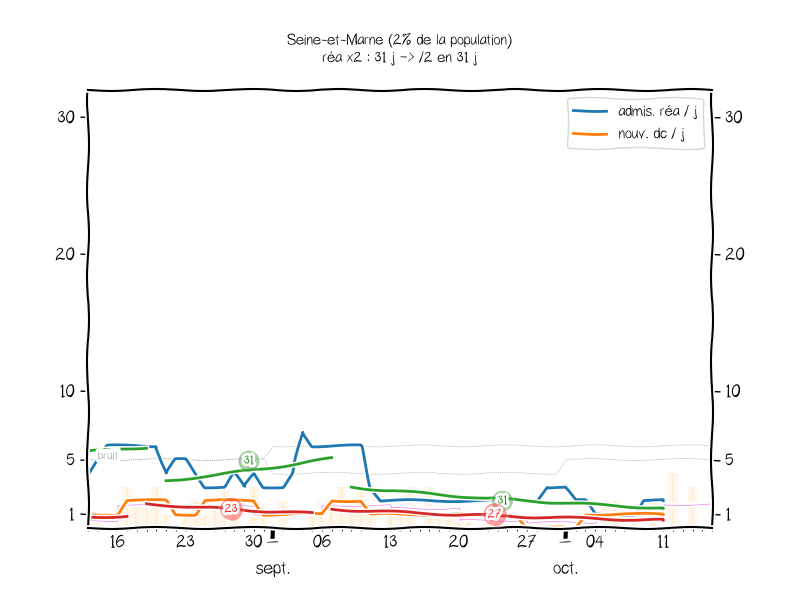 Seine-et-Marne (2% de la population)
réa x2 : 31 j -> /2 en 31 j
admis. réa / j
nouv. dc / j
30
30
20
20
10
10
5
5
1
1
bruit
31
23
31
27
16 23 30 06 13 20 27 04 11
sept. oct.